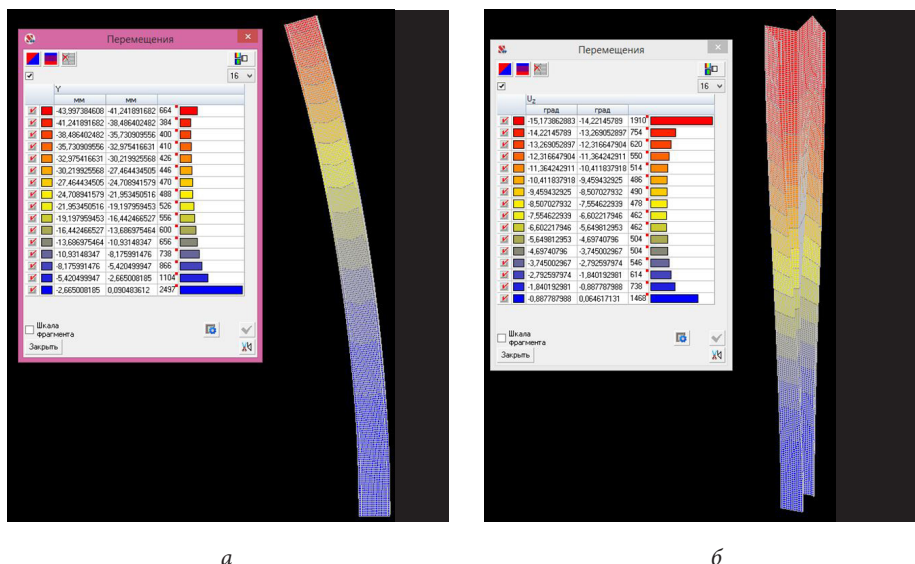 Перемещения
16
Y
мм мм
-43,997384608 -41,241891682 664
-41,241891682 -38,486402482 384
-38,486402482 -35,730909556 400
-35,730909556 -32,975416631 410
-32,975416631 -30,219925568 426
-30,219925568 -27,464434505 446
-27,464434505 -24,708941579 470
-24,708941579 -21,953450516 488
-21,953450516 -19,197959453 526
-19,197959453 -16,442466527 556
-16,442466527 -13,686975464 600
-13,686975464 -10,93148347 656
-10,93148347 -8,175991476 738
-8,175991476 -5,420499947 866
-5,420499947 -2,665008185 1104
-2,665008185 0,090483612 2497
Шкала
фрагмента
Закрыть
Перемещения
16
Uz
град град
-15,173862883 -14,22145789 1910
-14,22145789 -13,269052897 754
-13,269052897 -12,316647904 620
-12,316647904 -11,364242911 550
-11,364242911 -10,411837918 514
-10,411837918 -9,459432925 486
-9,459432925 -8,507027932 490
-8,507027932 -7,554622939 478
-7,554622939 -6,602217946 462
-6,602217946 -5,649812953 462
-5,649812953 -4,69740796 504
-4,69740796 -3,745002967 504
-3,745002967 -2,792597974 546
-2,792597974 -1,840192981 614
-1,840192981 -0,887787988 738
-0,887787988 0,064617131 1468
Шкала
фрагмента
Закрыть
а
б